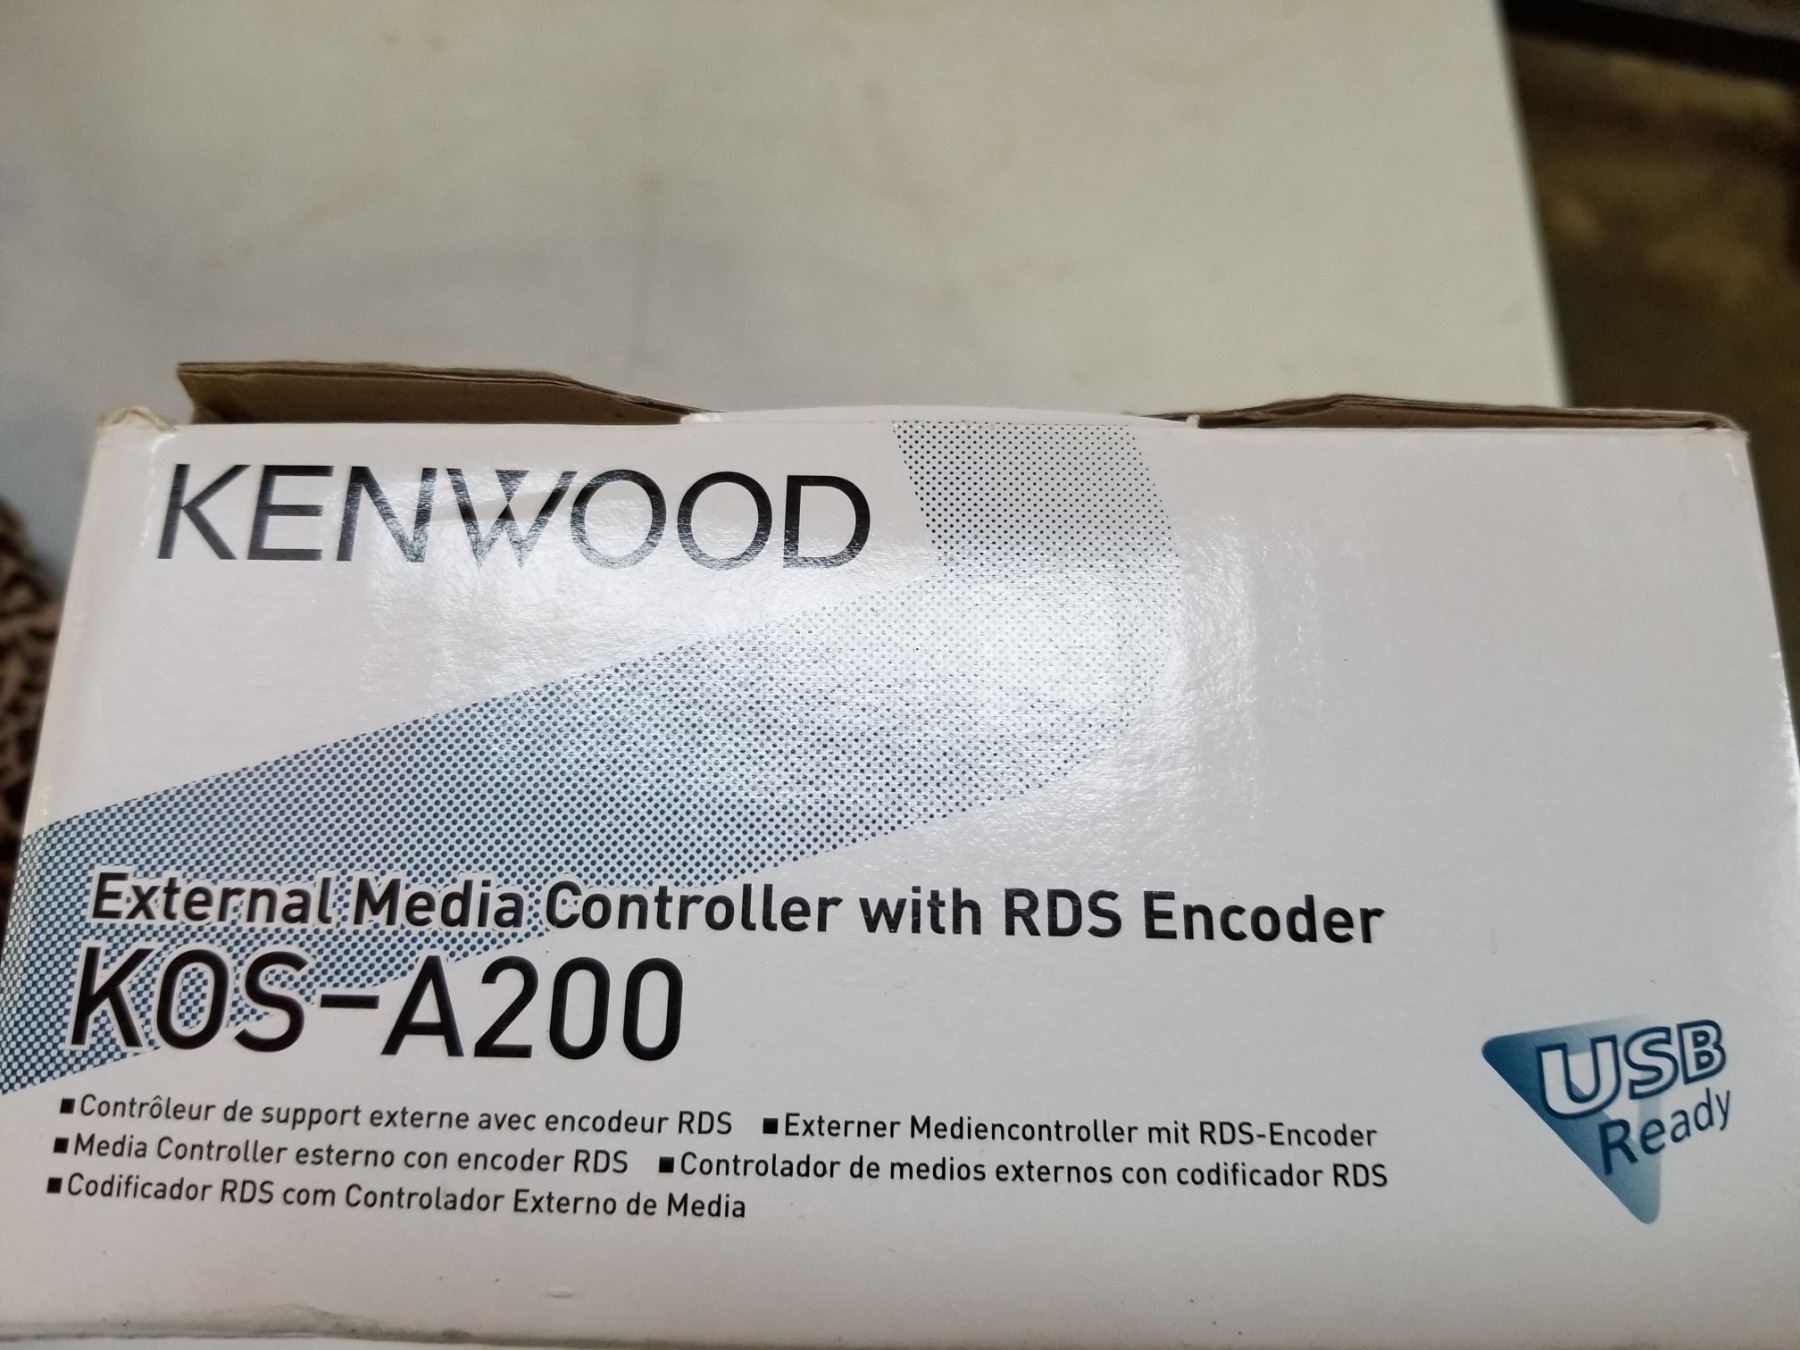 KENWOOD
External Media Controller with RDS Encoder
KOS-A200
■Contrôleur de support externe avec encodeur RDS ■Externer Mediencontroller mit RDS-Encoder
■Media Controller esterno con encoder RDS ■Controlador de medios externos con codificador RDS
■Codificador RDS com Controlador Externo de Media
USB
Ready